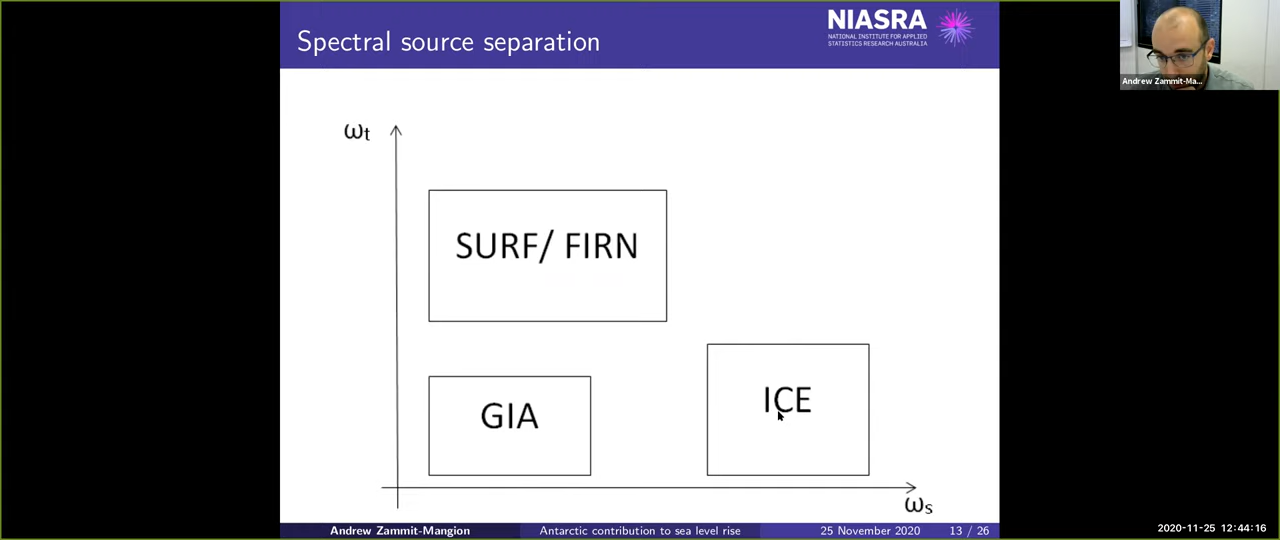 Spectral source separation
NIASRA
NATIONAL INSTITUTE FOR APPLIED
STATISTICS RESEARCH AUSTRALIA
Andrew Zammit-Ma...
ωt
SURF/ FIRN
GIA
ICE
ωs
Andrew Zammit-Mangion Antarctic contribution to sea level rise 25 November 2020 13 / 26
2020-11-25 12:44:16